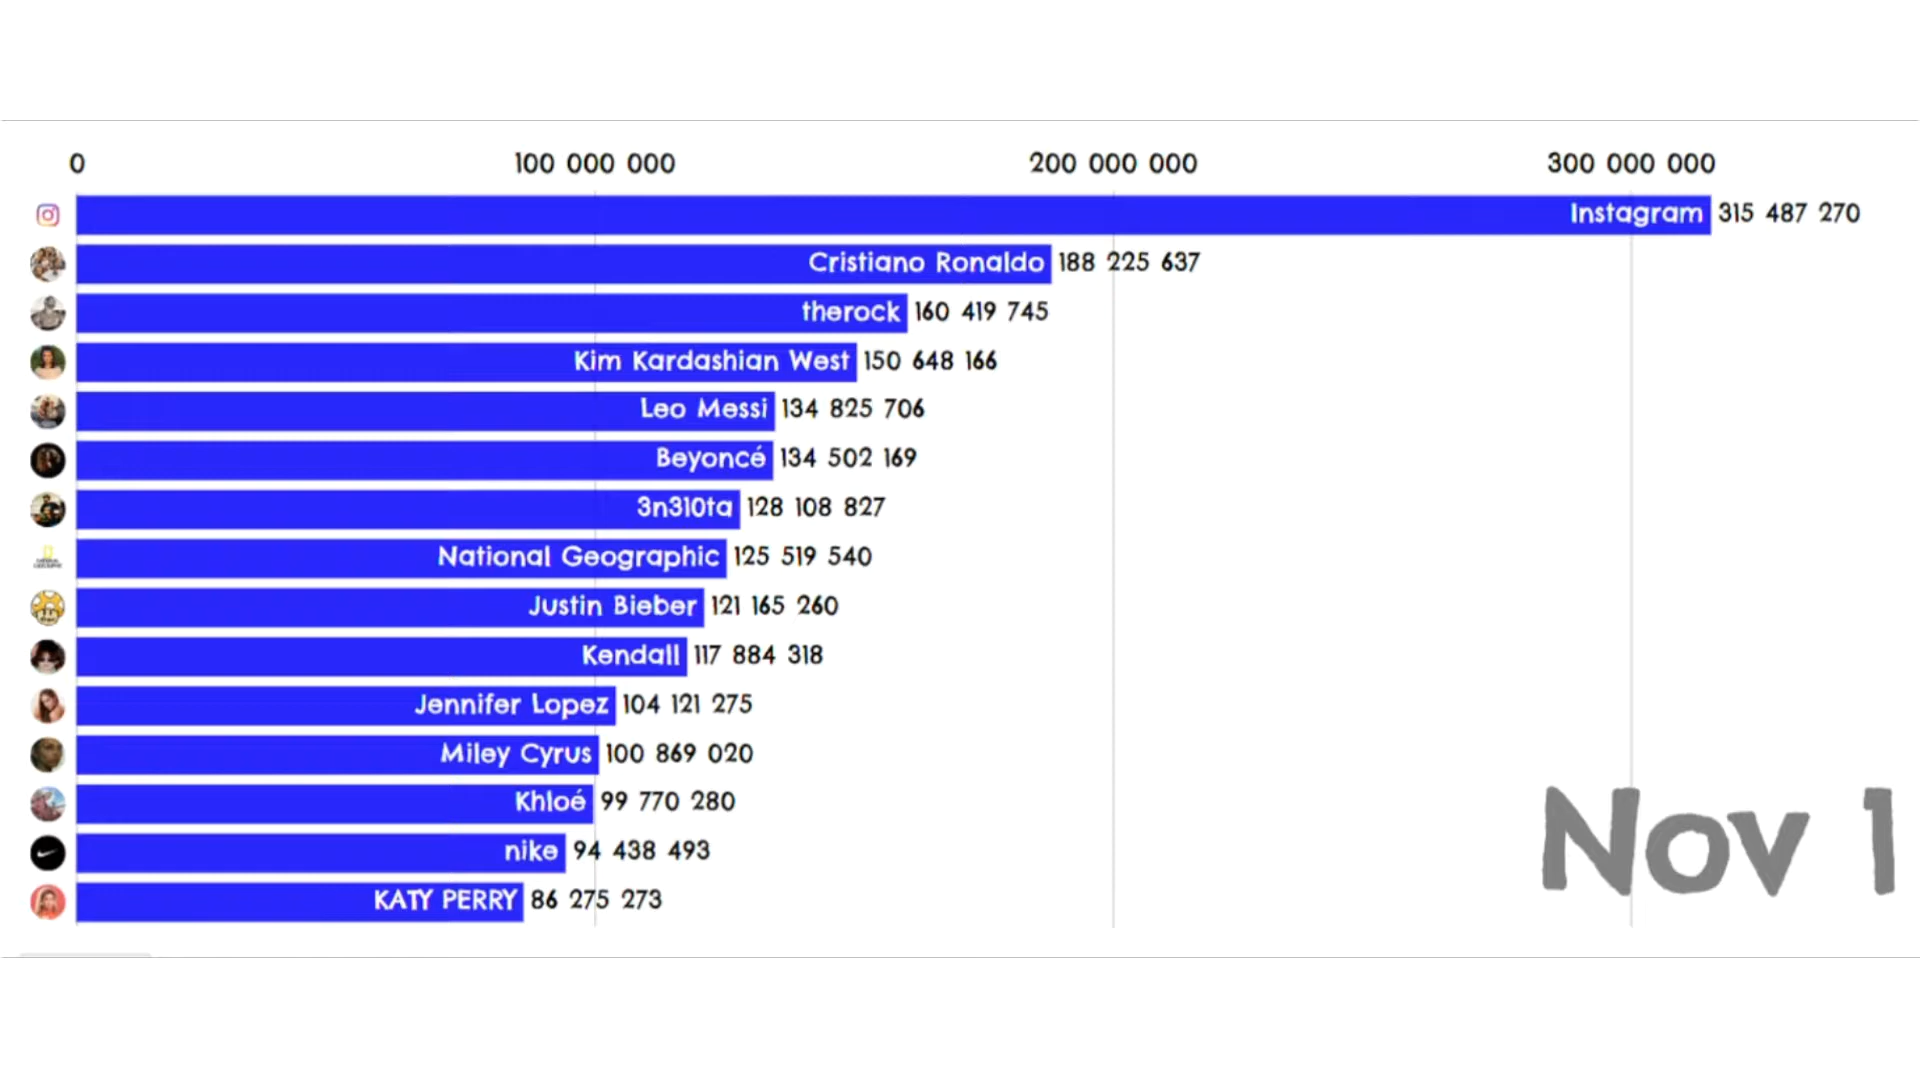 0 100 000 000 200 000 000 300 000 000
Instagram 315 487 270
Cristiano Ronaldo 188 225 637
therock 160 419 745
Kim Kardashian West 150 648 166
Leo Messi 134 825 706
Beyoncé 134 502 169
3n310ta 128 108 827
National Geographic 125 519 540
Justin Bieber 121 165 260
Kendall 117 884 318
Jennifer Lopez 104 121 275
Miley Cyrus 100 869 020
Khloé 99 770 280
nike 94 438 493
KATY PERRY 86 275 273
Nov 1